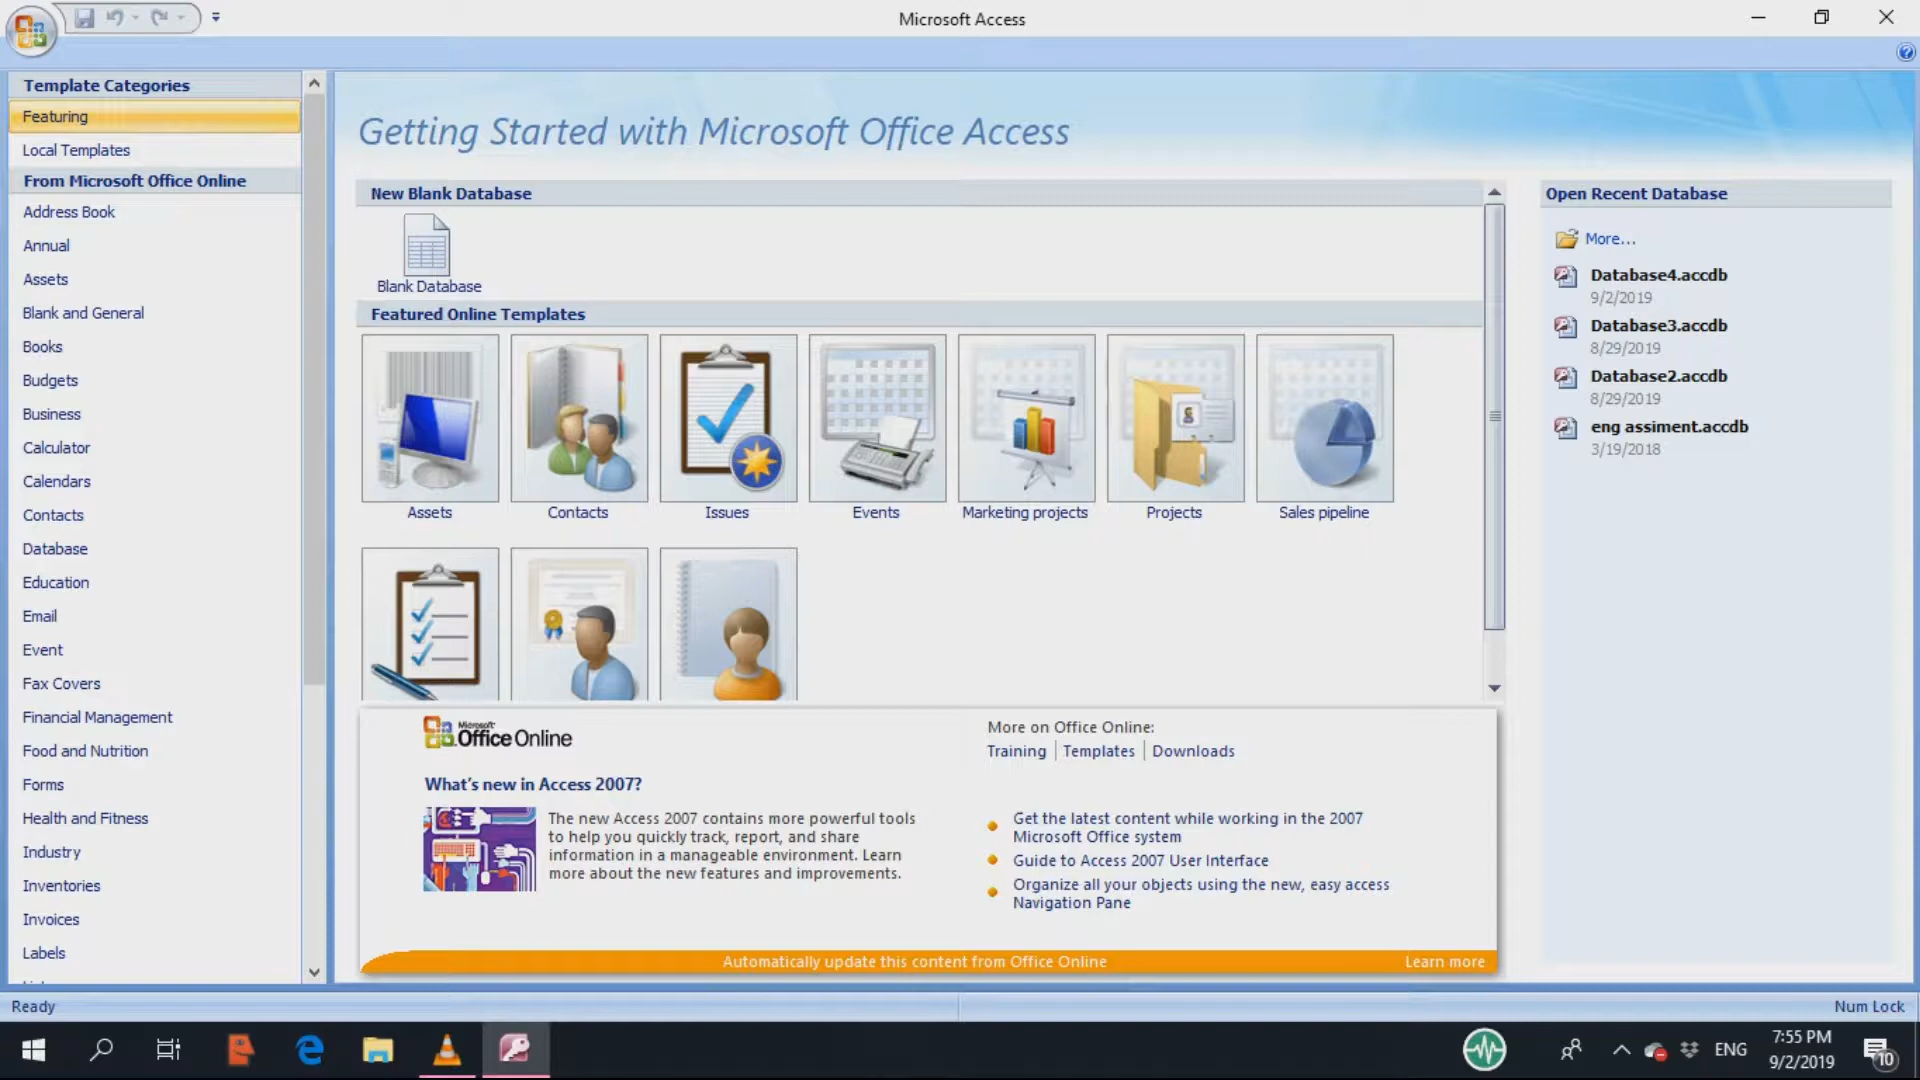 Microsoft Access
Template Categories
Featuring
Local Templates
From Microsoft Office Online
Address Book
Annual
Assets
Blank and General
Books
Budgets
Business
Calculator
Calendars
Contacts
Database
Education
Email
Event
Fax Covers
Financial Management
Food and Nutrition
Forms
Health and Fitness
Industry
Inventories
Invoices
Labels
Getting Started with Microsoft Office Access
New Blank Database
Blank Database
Featured Online Templates
Assets
Contacts
Issues
Events
Marketing projects
Projects
Sales pipeline
Microsoft
Office Online
What's new in Access 2007?
The new Access 2007 contains more powerful tools
to help you quickly track, report, and share
information in a manageable environment. Learn
more about the new features and improvements.
More on Office Online:
Training | Templates | Downloads
Get the latest content while working in the 2007
Microsoft Office system
Guide to Access 2007 User Interface
Organize all your objects using the new, easy access
Navigation Pane
Automatically update this content from Office Online
Learn more
Open Recent Database
More...
Database4.accdb
9/2/2019
Database3.accdb
8/29/2019
Database2.accdb
8/29/2019
eng assiment.accdb
3/19/2018
Ready
Num Lock
ENG
7:55 PM
9/2/2019
10